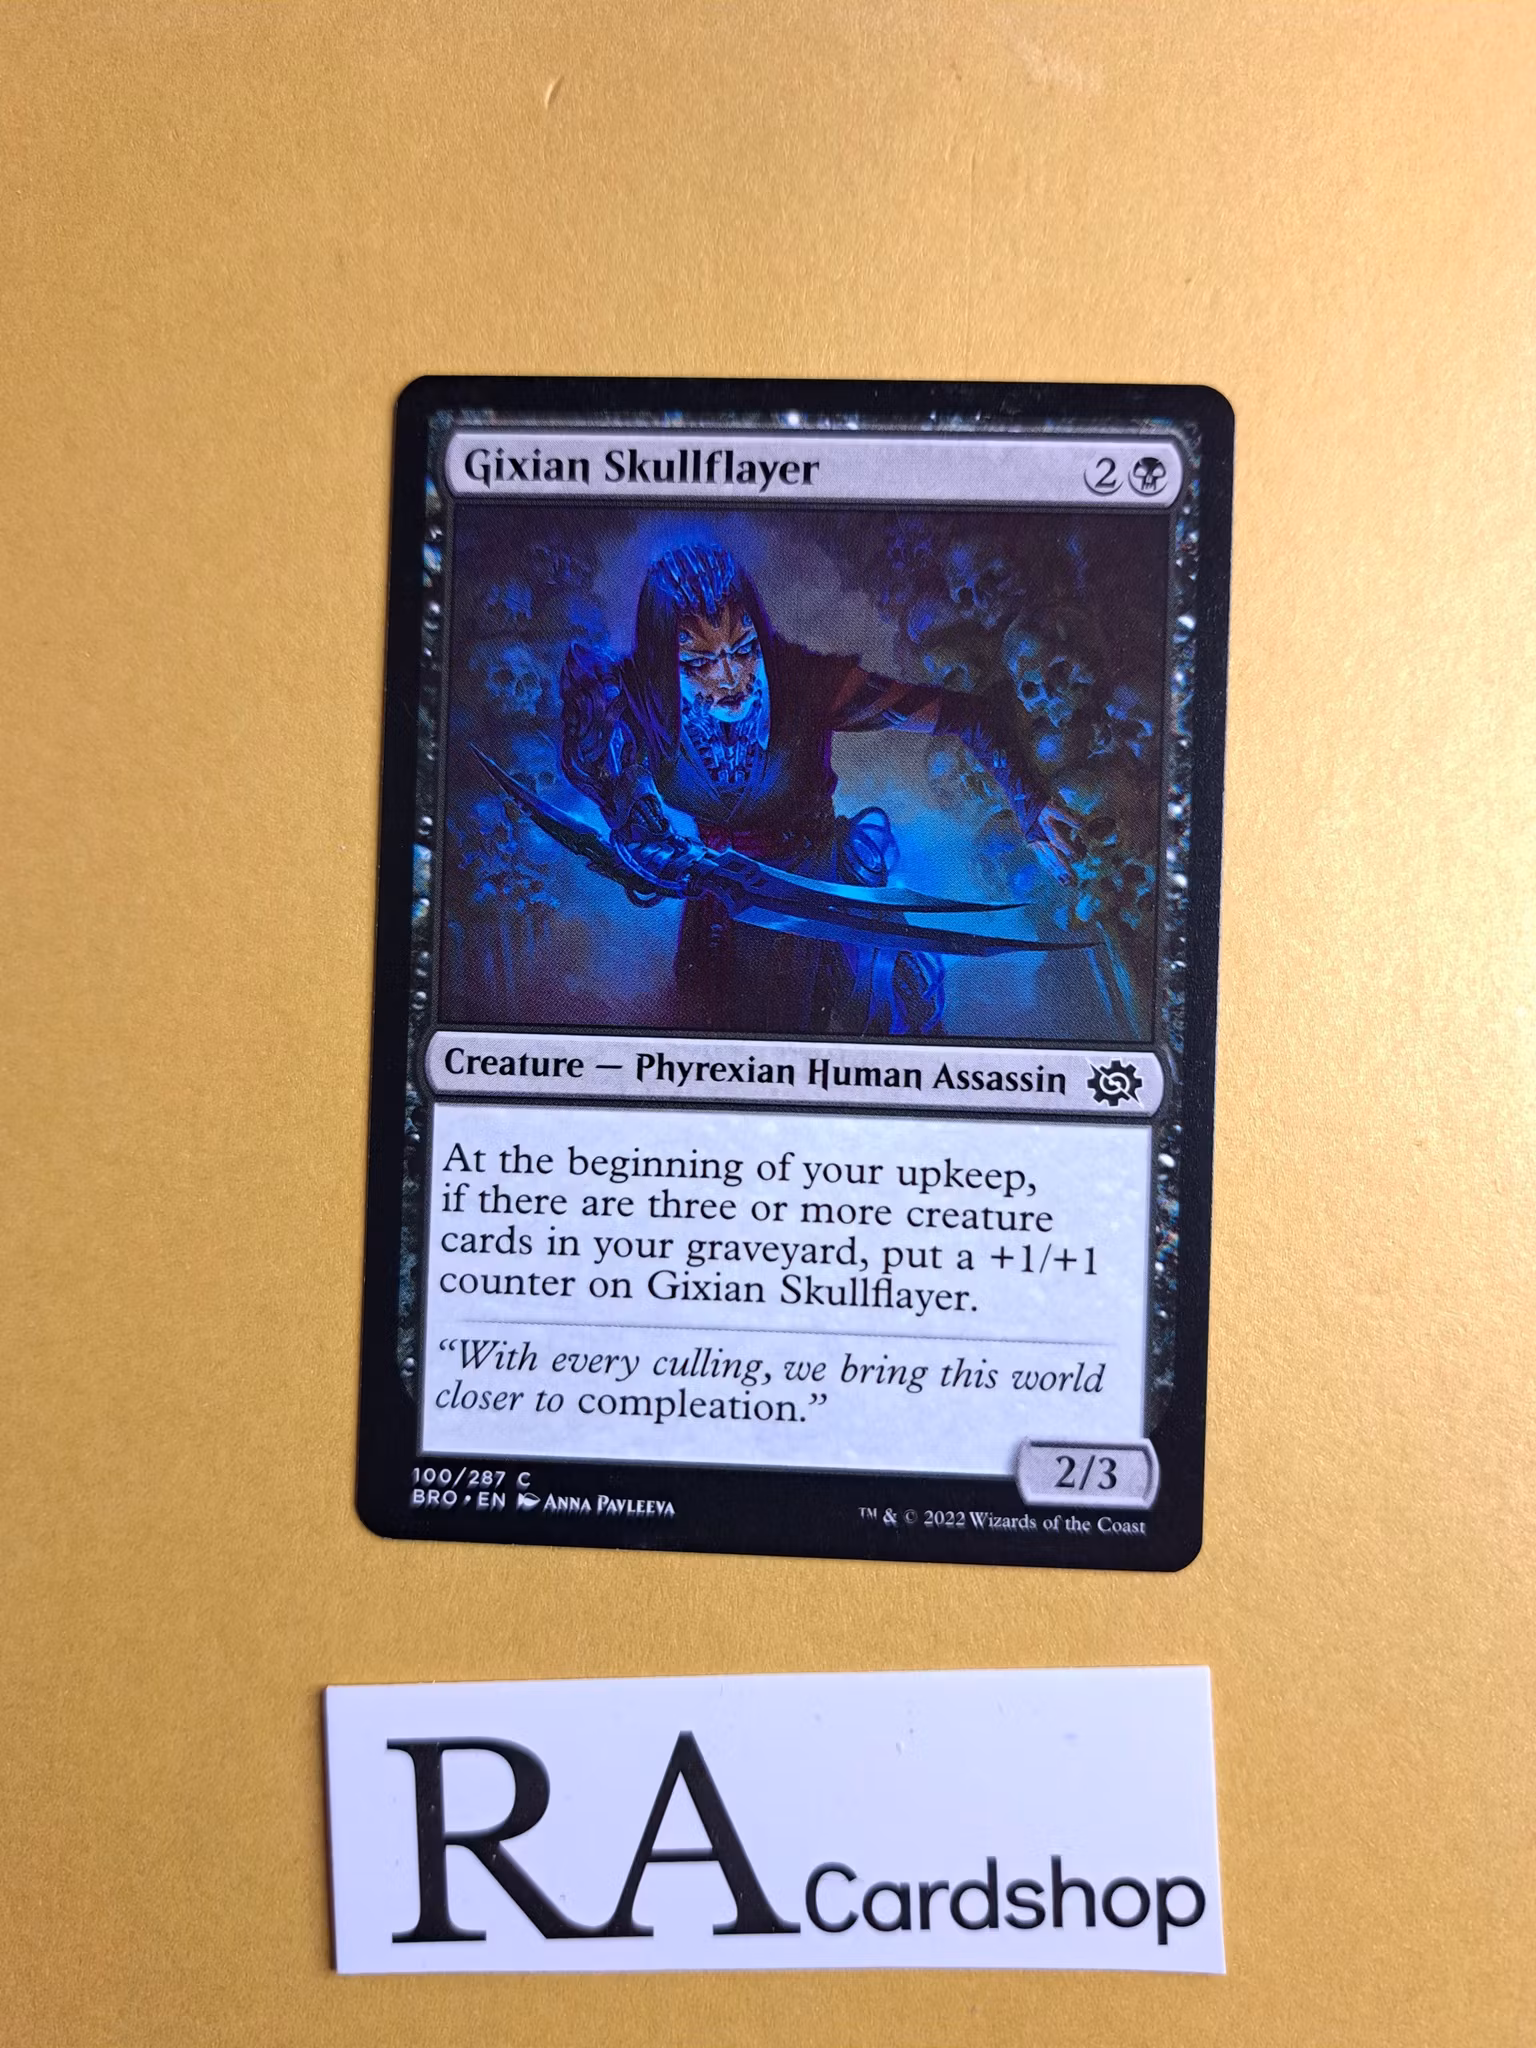 Gixian Skullflayer 2
Creature — Phyrexian Human Assassin
At the beginning of your upkeep,
if there are three or more creature
cards in your graveyard, put a +1/+1
counter on Gixian Skullflayer.
“With every culling, we bring this world
closer to compleation.”
2/3
100/287 C
BRO • EN Anna Pavleeva
™ & © 2022 Wizards of the Coast
RA Cardshop